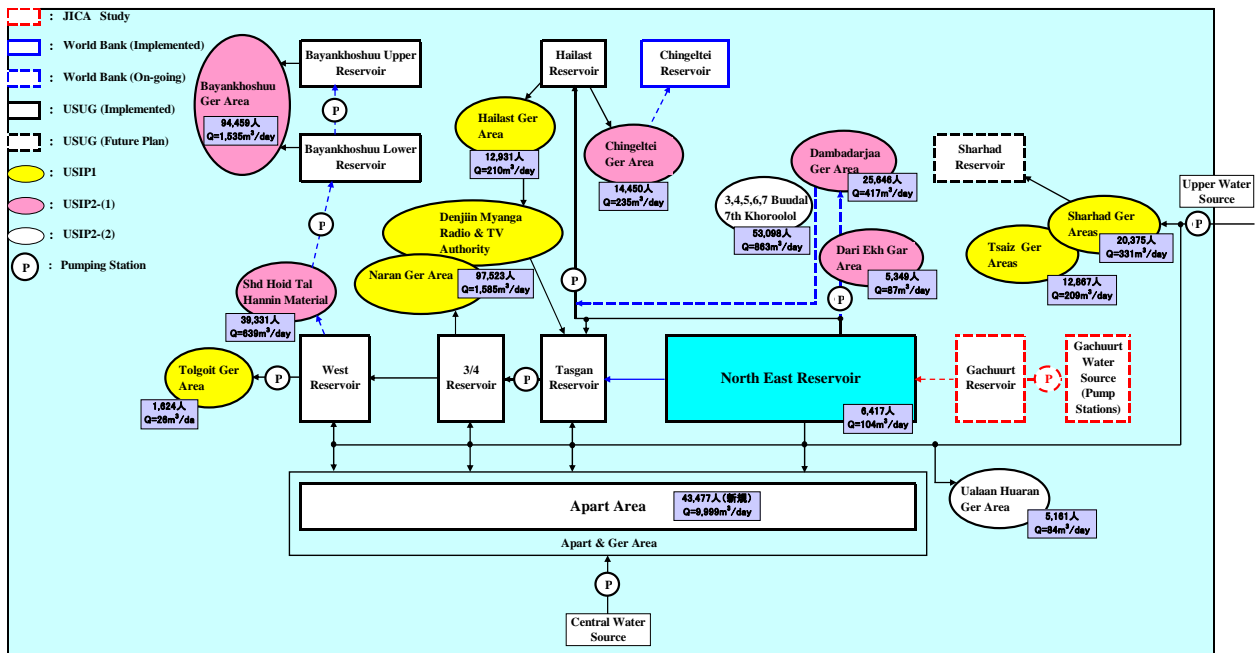 : JICA Study
: World Bank (Implemented)
: World Bank (On-going)
: USUG (Implemented)
: USUG (Future Plan)
: USIP1
: USIP2-(1)
: USIP2-(2)
P : Pumping Station
Bayankhoshuu
Ger Area
94,459人
Q=1,535m³/day
Bayankhoshuu Upper
Reservoir
P
Bayankhoshuu Lower
Reservoir
P
Shd Hoid Tal
Hannin Material
39,331人
Q=639m³/day
Tolgoit Ger
Area
1,624人
Q=26m³/da
P
West
Reservoir
Hailast
Reservoir
Hailast Ger
Area
12,931人
Q=210m³/day
Denjiin Myanga
Radio & TV
Authority
Naran Ger Area
97,523人
Q=1,585m³/day
3/4
Reservoir
P
Tasgan
Reservoir
P
Chingeltei
Reservoir
Chingeltei
Ger Area
14,450人
Q=235m³/day
3,4,5,6,7 Buudal
7th Khoroolol
53,098人
Q=863m³/day
Dambadarjaa
Ger Area
25,646人
Q=417m³/day
Dari Ekh Gar
Area
5,349人
Q=87m³/day
P
North East Reservoir
6,417人
Q=104m³/day
Sharhad
Reservoir
Upper Water
Source
P
Sharhad Ger
Areas
20,375人
Q=331m³/day
Tsaiz Ger
Areas
12,867人
Q=209m³/day
Gachuurt
Reservoir
P
Gachuurt
Water
Source
(Pump
Stations)
Apart Area
43,477人(新規)
Q=9,999m³/day
Apart & Ger Area
Ualaan Huaran
Ger Area
5,161人
Q=84m³/day
P
Central Water
Source